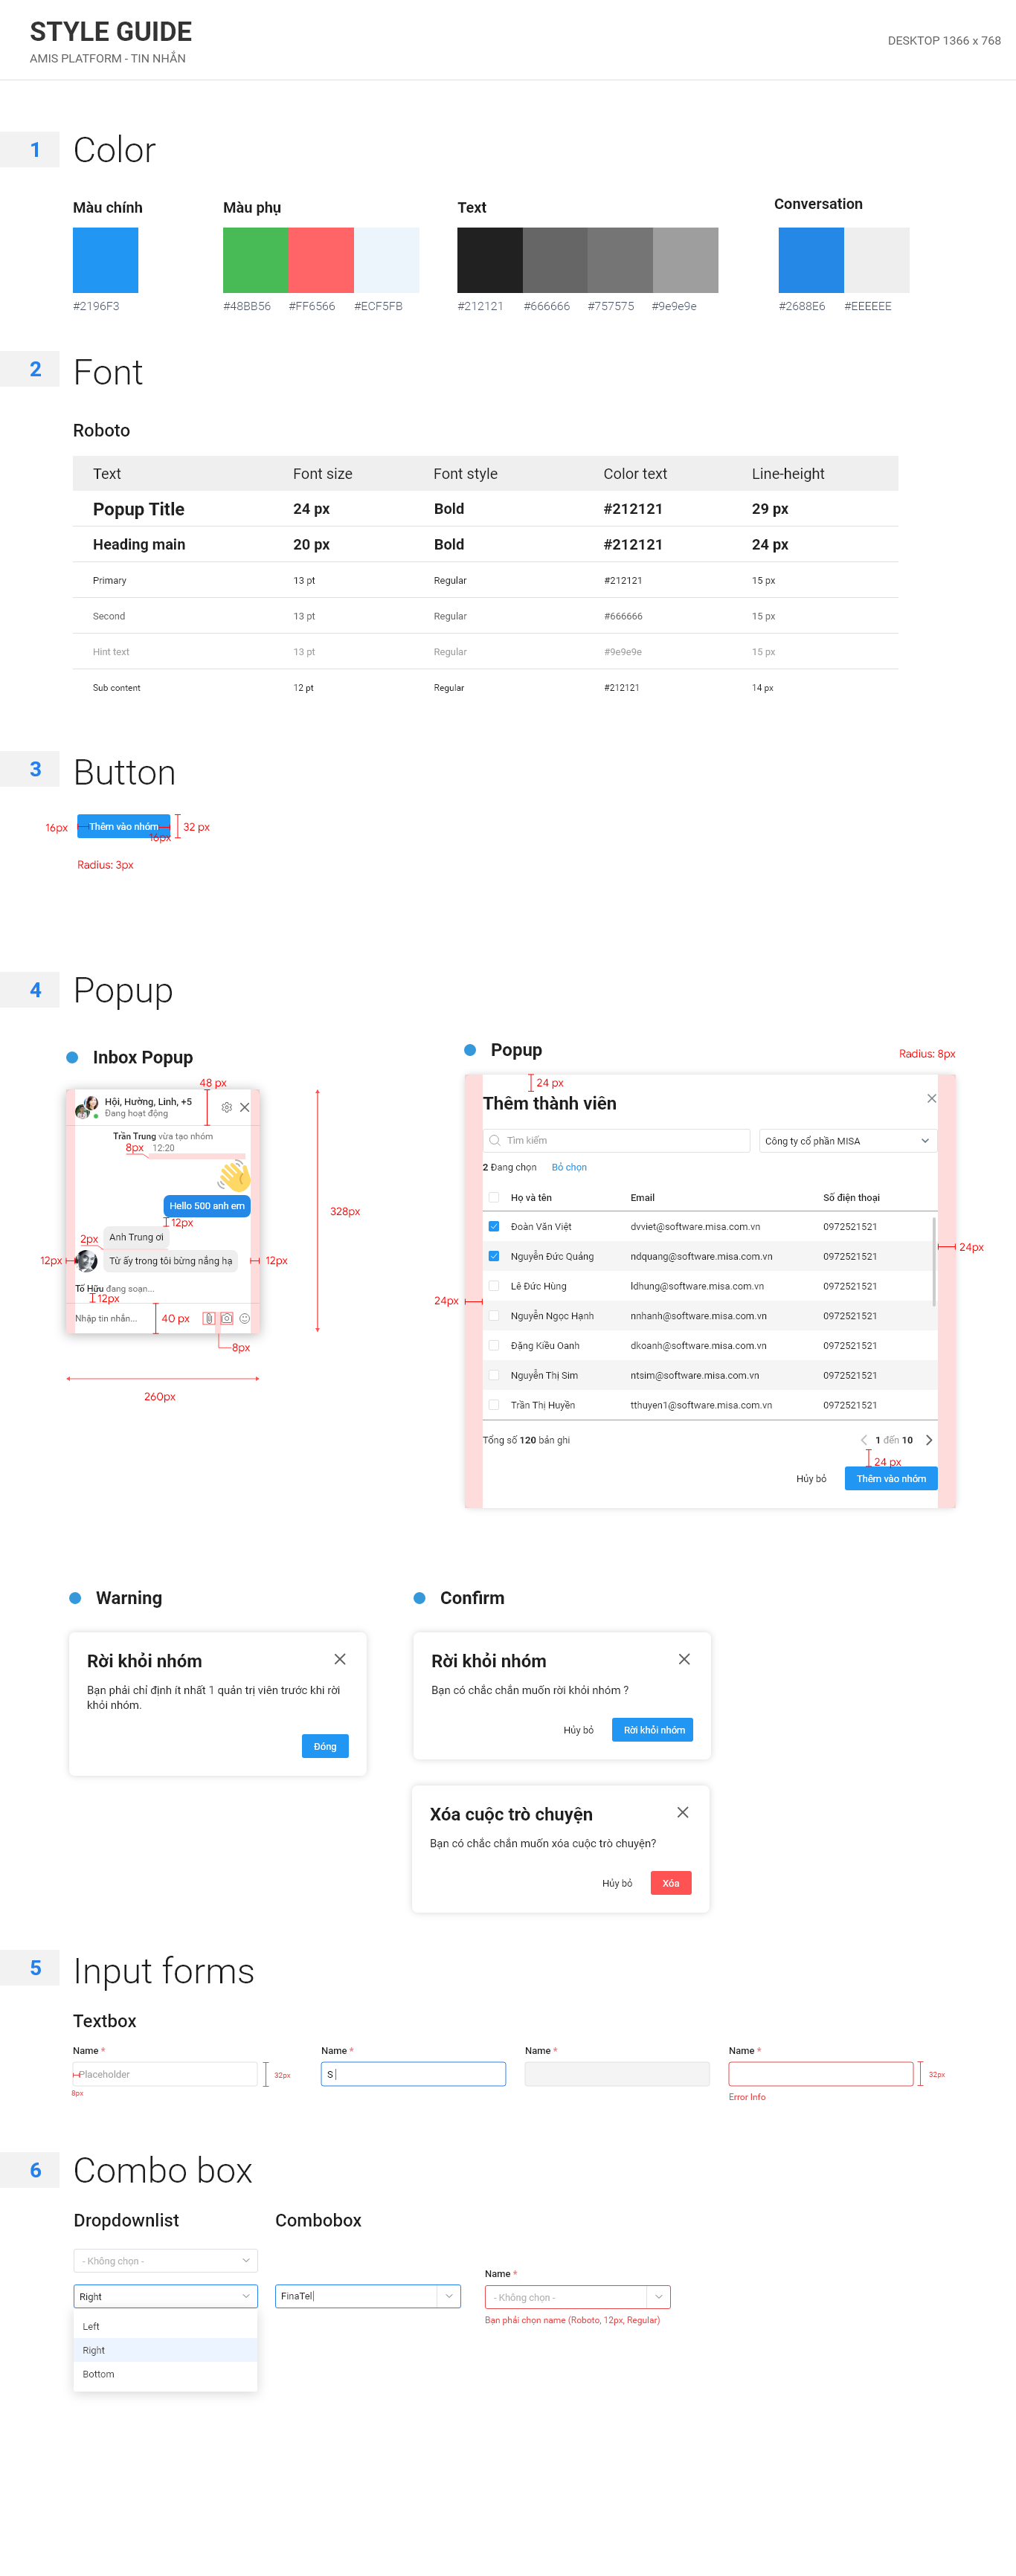 STYLE GUIDE
AMIS PLATFORM - TIN NHẮN
DESKTOP 1366 x 768
1 Color
Màu chính
Màu phụ
Text
Conversation
#2196F3
#48BB56 #FF6566 #ECF5FB
#212121 #666666 #757575 #9e9e9e
#2688E6 #EEEEEE
2 Font
Roboto
Text Font size Font style Color text Line-height
Popup Title 24 px Bold #212121 29 px
Heading main 20 px Bold #212121 24 px
Primary 13 pt Regular #212121 15 px
Second 13 pt Regular #666666 15 px
Hint text 13 pt Regular #9e9e9e 15 px
Sub content 12 pt Regular #212121 14 px
3 Button
16px
Thêm vào nhóm
16px
32 px
Radius: 3px
4 Popup
Inbox Popup
48 px
Hội, Hường, Linh, +5
Đang hoạt động
Trần Trung vừa tạo nhóm
8px
12:20
Hello 500 anh em
12px
2px
Anh Trung ơi
12px
Từ ấy trong tôi bừng nắng hạ
12px
Tố Hữu đang soạn...
12px
Nhập tin nhắn...
40 px
8px
328px
260px
Popup
Radius: 8px
24 px
Thêm thành viên
Tìm kiếm
Công ty cổ phần MISA
2 Đang chọn Bỏ chọn
Họ và tên Email Số điện thoại
Đoàn Văn Việt dvviet@software.misa.com.vn 0972521521
Nguyễn Đức Quảng ndquang@software.misa.com.vn 0972521521
Lê Đức Hùng ldhung@software.misa.com.vn 0972521521
Nguyễn Ngọc Hạnh nnhanh@software.misa.com.vn 0972521521
Đặng Kiều Oanh dkoanh@software.misa.com.vn 0972521521
Nguyễn Thị Sim ntsim@software.misa.com.vn 0972521521
Trần Thị Huyền tthuyen1@software.misa.com.vn 0972521521
24px
24px
Tổng số 120 bản ghi
1 đến 10
24 px
Hủy bỏ
Thêm vào nhóm
Warning
Rời khỏi nhóm
Bạn phải chỉ định ít nhất 1 quản trị viên trước khi rời
khỏi nhóm.
Đóng
Confirm
Rời khỏi nhóm
Bạn có chắc chắn muốn rời khỏi nhóm ?
Hủy bỏ
Rời khỏi nhóm
Xóa cuộc trò chuyện
Bạn có chắc chắn muốn xóa cuộc trò chuyện?
Hủy bỏ
Xóa
5 Input forms
Textbox
Name * Name * Name * Name *
Placeholder
8px
32px
S
32px
Error Info
6 Combo box
Dropdownlist
Combobox
- Không chọn -
Right
Left
Right
Bottom
FinaTel
Name *
- Không chọn -
Bạn phải chọn name (Roboto, 12px, Regular)